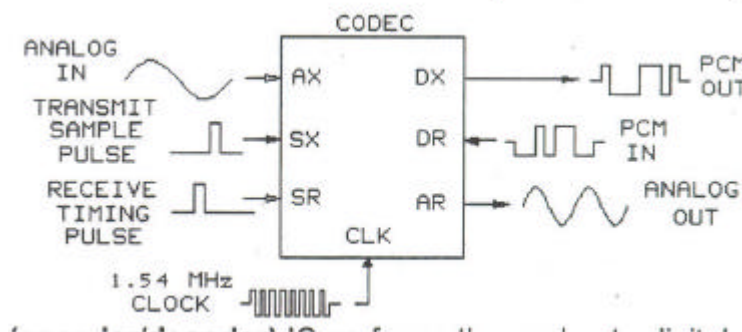 CODEC
ANALOG
IN
AX
DX
PCM
OUT
TRANSMIT
SAMPLE
PULSE
SX
DR
PCM
IN
RECEIVE
TIMING
PULSE
SR
AR
ANALOG
OUT
CLK
1.54 MHz
CLOCK